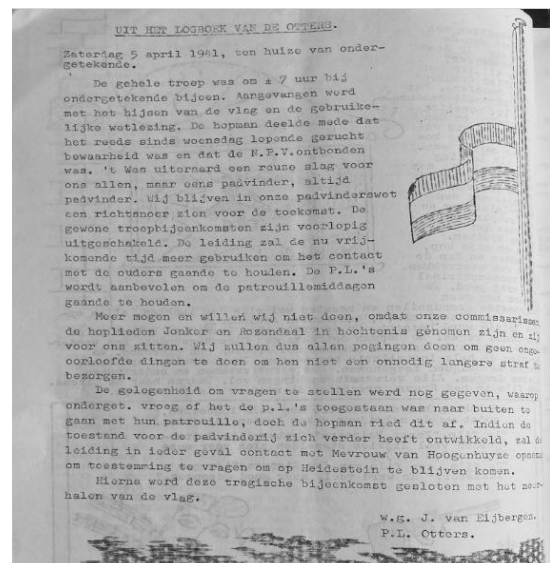 UIT HET LOGBOEK VAN DE OTTERS.
Zaterdag 5 april 1941, ten huize van onder-
getekende.
De gehele troep was om ± 7 uur bij
ondergetekende bijeen. Aangevangen werd
met het hijsen van de vlag en de gebruike-
lijke wetlezing. De hopman deelde mede dat
het reeds sinds woensdag lopende gerucht
bewaarheid was en dat de N.P.V.ontbonden
was. 't Was uiteraard een rouze slag voor
ons allen, maar eens padvinder, altijd
padvinder. Wij blijven in onze padvinderswet
een richtsnoer zien voor de toekomst. De
gewone troepbijeenkomsten zijn voorlopig
uitgeschakeld. De leiding zal de nu vrij-
komende tijd meer gebruiken om het contact
met de ouders gaande te houden. De P.L.'s
wordt aanbevolen om de patrouillemiddagen
gaande te houden.
Meer mogen en willen wij niet doen, omdat onze commissarissen
de hoplieden Jonker en Rozendaal in hechtenis genomen zijn en zij
voor ons zitten. Wij zullen dus allen pogingen doen om geen onge-
oorloofde dingen te doen om hen niet een onnodig langere straf te
bezorgen.
De gelegenheid om vragen te stellen werd nog gegeven, waarop
onderget. vroeg of het de p.l.'s toegestaan was naar buiten te
gaan met hun patrouille, doch de hopman ried dit af. Indien de
toestand voor de padvinderij zich verder heeft ontwikkeld, zal de
leiding in ieder geval contact met Mevrouw van Hoogenhuyze
om toestemming te vragen om op Heidestein te blijven komen.
Hierna werd deze tragische bijeenkomst gesloten met het neer-
halen van de vlag.
w.g. J. van Eijbergen.
P.L. Otters.